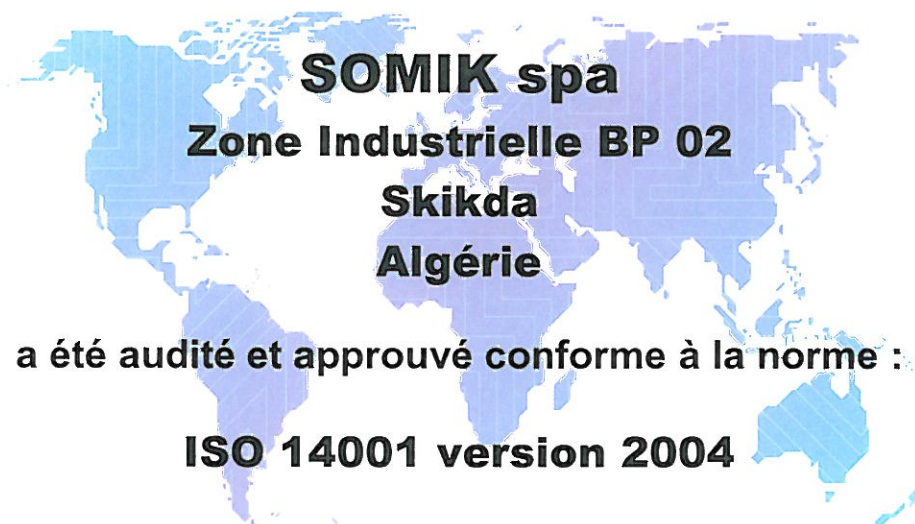 SOMIK spa
Zone Industrielle BP 02
Skikda
Algérie
a été audité et approuvé conforme à la norme :
ISO 14001 version 2004